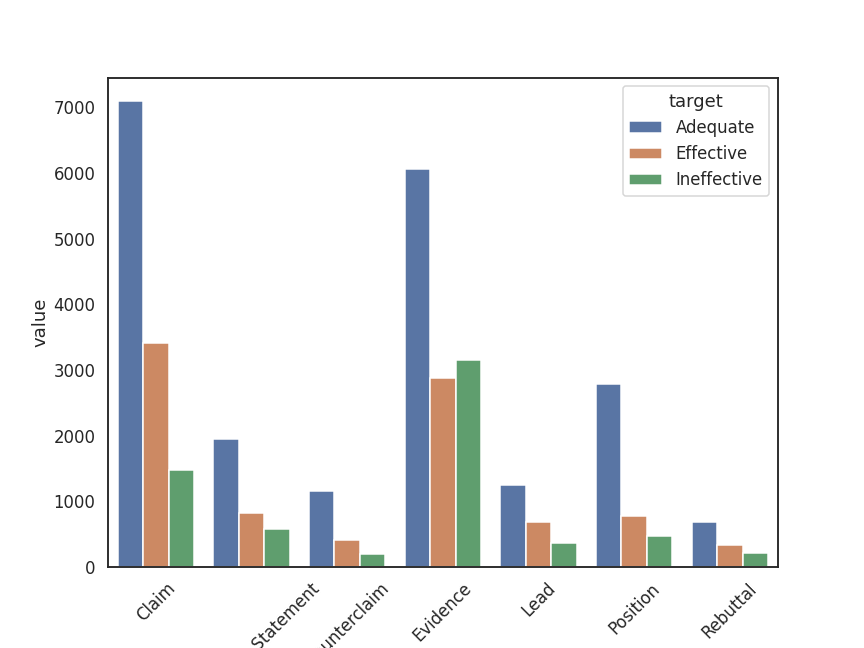 target
Adequate
Effective
Ineffective
value
7000
6000
5000
4000
3000
2000
1000
0
Claim
Statement
unterclaim
Evidence
Lead
Position
Rebuttal